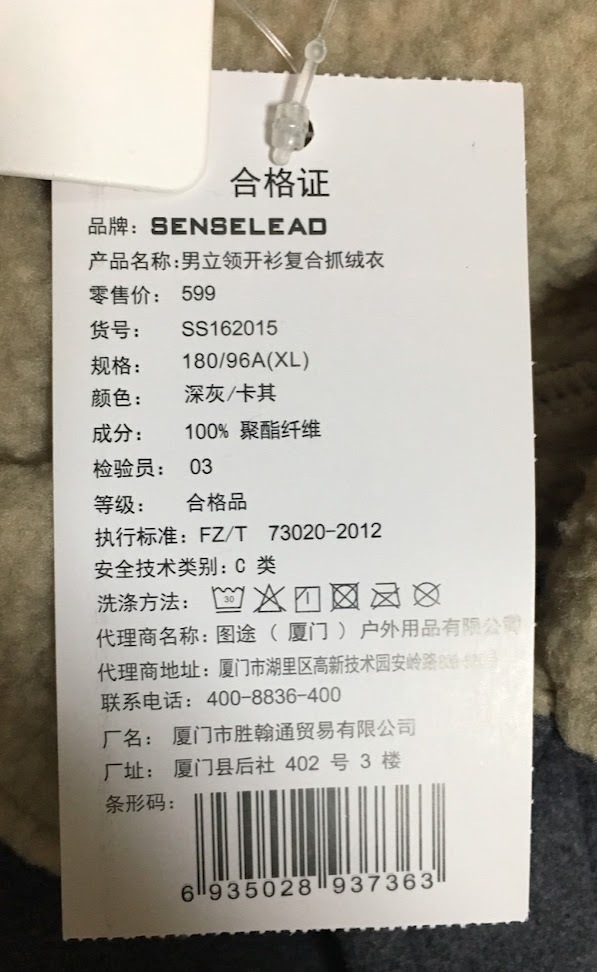 合格证
品牌: SENSELEAD
产品名称:男立领开衫复合抓绒衣
零售价: 599
货号: SS162015
规格: 180/96A(XL)
颜色: 深灰/卡其
成分: 100% 聚酯纤维
检验员: 03
等级: 合格品
执行标准: FZ/T 73020-2012
安全技术类别: C 类
洗涤方法: 30
代理商名称: 图途（厦门）户外用品有限公司
代理商地址: 厦门市湖里区高新技术园安岭路
联系电话: 400-8836-400
厂名: 厦门市胜翰通贸易有限公司
厂址: 厦门县后社 402 号 3 楼
条形码:
6 935028 937363